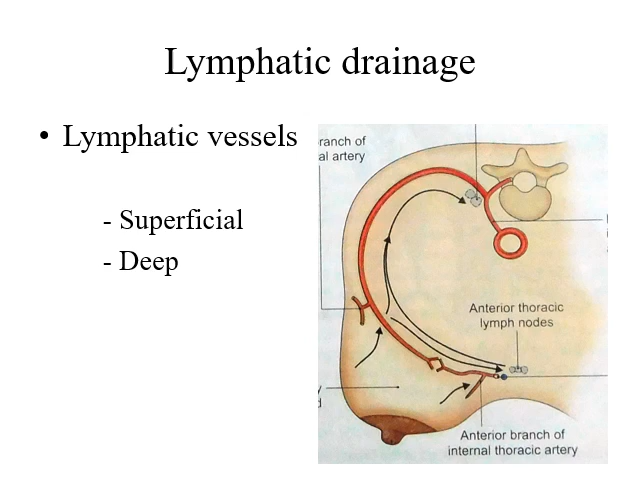 Lymphatic drainage
• Lymphatic vessels
- Superficial
- Deep
ranch of
al artery
Anterior thoracic
lymph nodes
Anterior branch of
internal thoracic artery